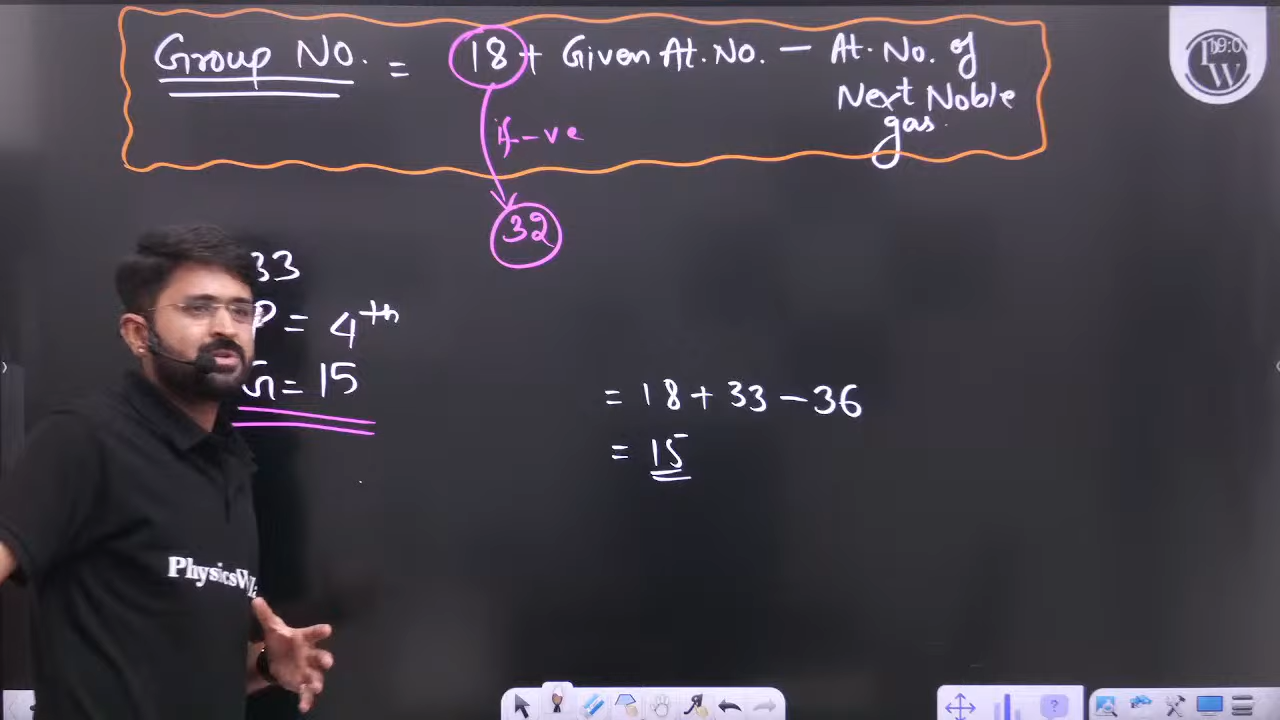 Group No. = 18 + Given At. No. - At. No. of
Next Noble
gas.
if -ve
32
33
P = 4th
G = 15
= 18 + 33 - 36
= 15
PhysicsW